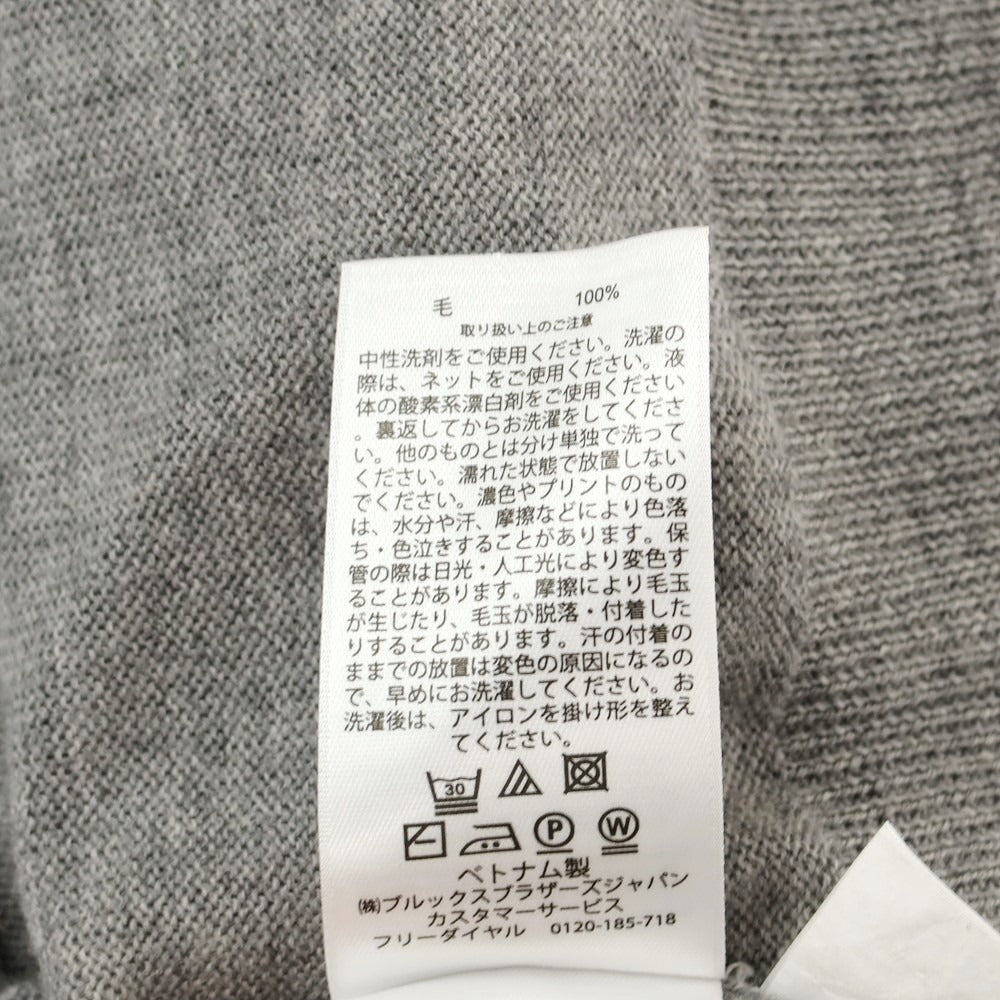 毛 100%
取り扱い上のご注意
中性洗剤をご使用ください。洗濯の
際は、ネットをご使用ください。液
体の酸素系漂白剤をご使用ください
。裏返してからお洗濯をしてくださ
い。他のものとは分け単独で洗って
ください。濡れた状態で放置しない
でください。濃色やプリントのもの
は、水分や汗、摩擦などにより色落
ち・色泣きすることがあります。保
管の際は日光・人工光により変色す
ることがあります。摩擦により毛玉
が生じたり、毛玉が脱落・付着した
りすることがあります。汗の付着の
ままでの放置は変色の原因になるの
で、早めにお洗濯してください。お
洗濯後は、アイロンを掛け形を整え
てください。
30
P W
ベトナム製
㈱ブルックスブラザーズジャパン
カスタマーサービス
フリーダイヤル 0120-185-718